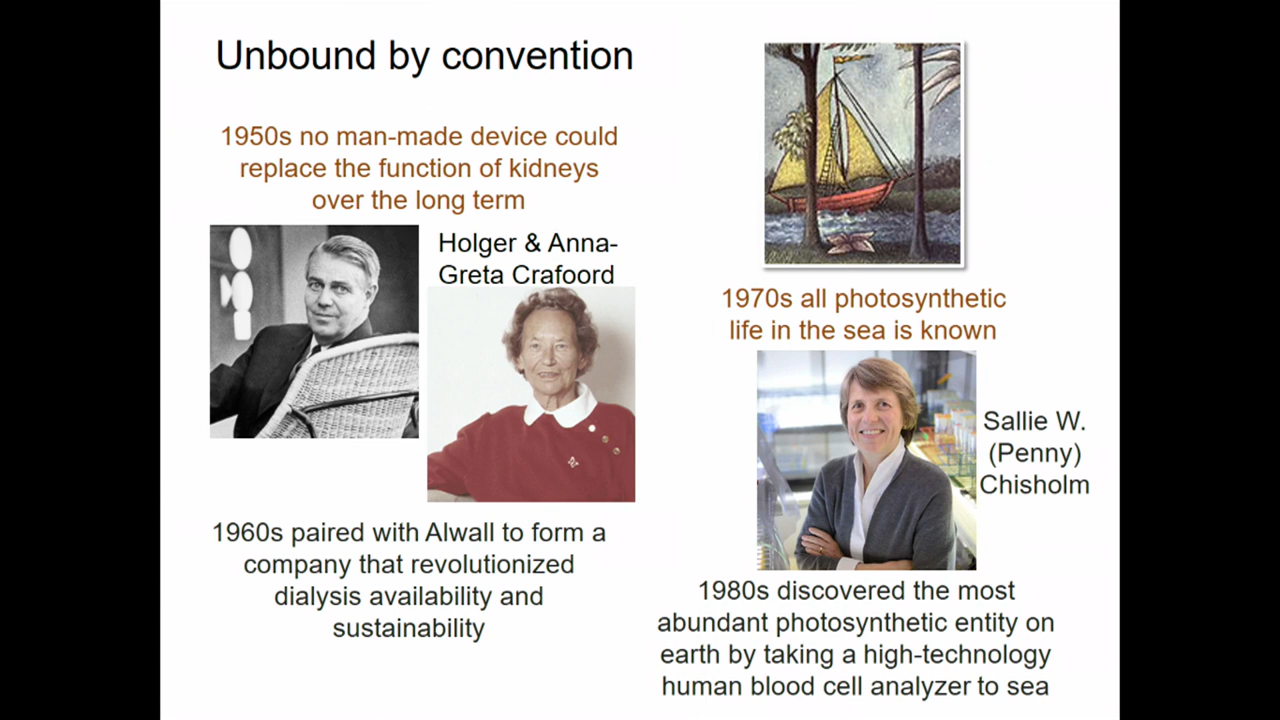 Unbound by convention
1950s no man-made device could
replace the function of kidneys
over the long term
Holger & Anna-
Greta Crafoord
1960s paired with Alwall to form a
company that revolutionized
dialysis availability and
sustainability
1970s all photosynthetic
life in the sea is known
Sallie W.
(Penny)
Chisholm
1980s discovered the most
abundant photosynthetic entity on
earth by taking a high-technology
human blood cell analyzer to sea